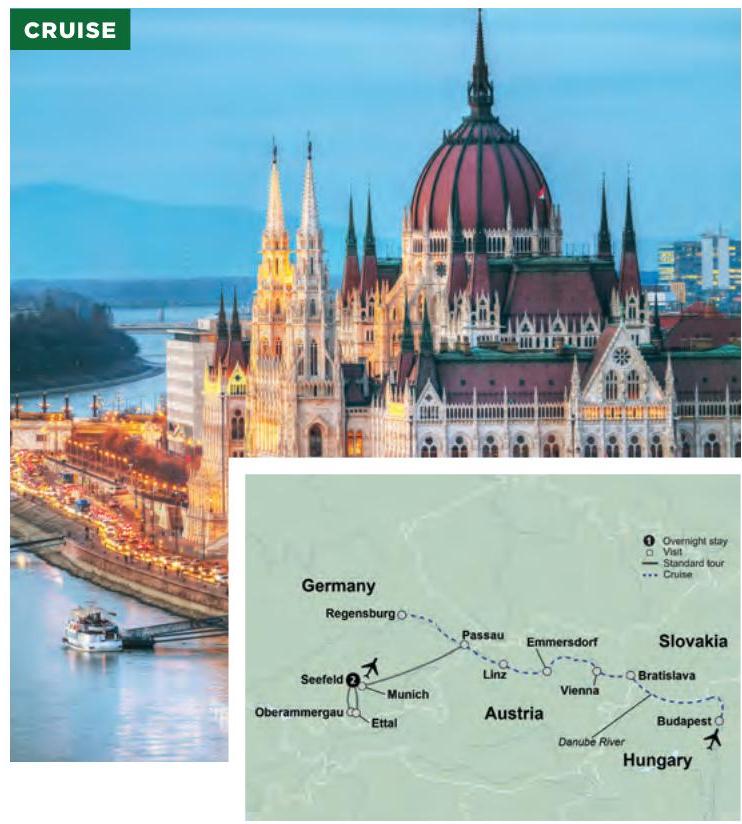 CRUISE
1 Overnight stay
Visit
Standard tour
Cruise
Germany
Regensburg
Passau
Emmersdorf
Slovakia
Seefeld 2
Linz
Bratislava
Munich
Vienna
Oberammergau
Ettal
Austria
Budapest
Danube River
Hungary